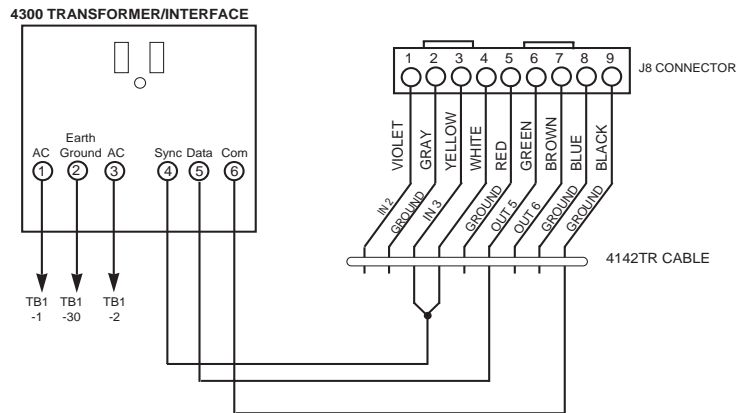 4300 TRANSFORMER/INTERFACE
1 2 3 4 5 6 7 8 9
J8 CONNECTOR
VIOLET
GRAY
YELLOW
WHITE
RED
GREEN
BROWN
BLUE
BLACK
Earth
AC Ground AC Sync Data Com
1 2 3 4 5 6
IN 2
GROUND
IN 3
GROUND
OUT 5
OUT 6
GROUND
GROUND
4142TR CABLE
TB1 TB1 TB1
-1 -30 -2